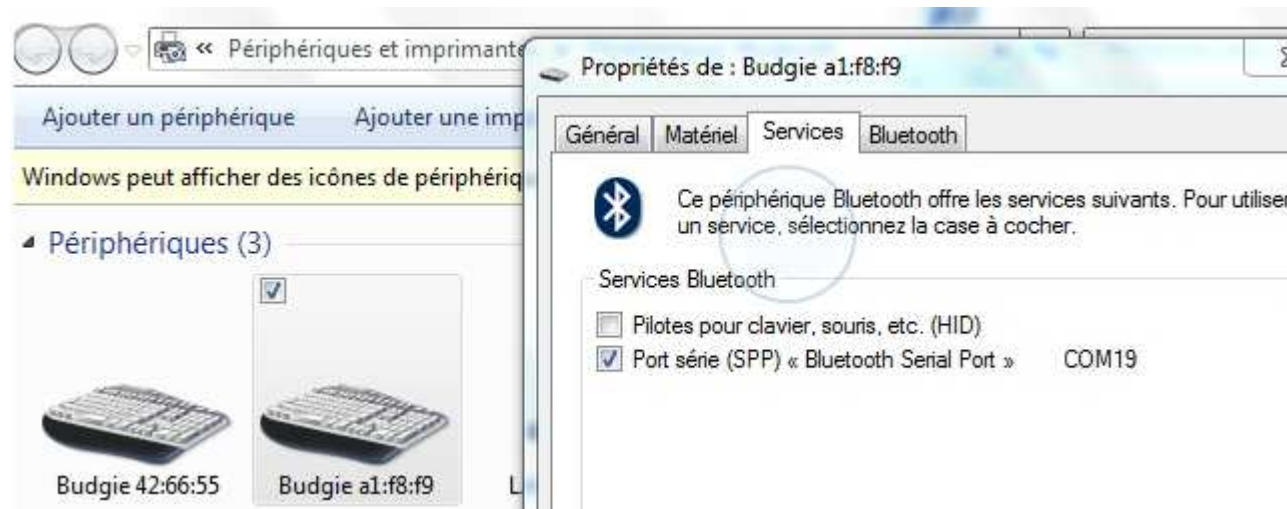 « Périphériques et imprimante
Ajouter un périphérique Ajouter une imp
Windows peut afficher des icônes de périphériq
Périphériques (3)
Budgie 42:66:55 Budgie a1:f8:f9 L
Propriétés de : Budgie a1:f8:f9
Général Matériel Services Bluetooth
Ce périphérique Bluetooth offre les services suivants. Pour utiliser
un service, sélectionnez la case à cocher.
Services Bluetooth
Pilotes pour clavier, souris, etc. (HID)
Port série (SPP) « Bluetooth Serial Port » COM19